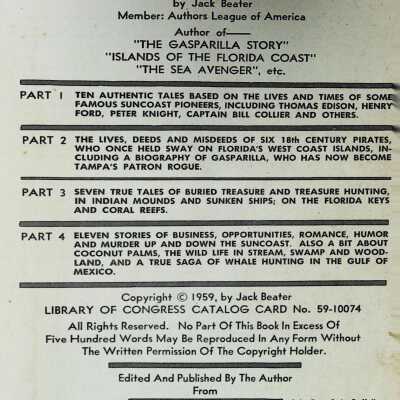 by Jack Beater
Member: Authors League of America
Author of—
"THE GASPARILLA STORY"
"ISLANDS OF THE FLORIDA COAST"
"THE SEA AVENGER", etc.
PART 1 TEN AUTHENTIC TALES BASED ON THE LIVES AND TIMES OF SOME
FAMOUS SUNCOAST PIONEERS, INCLUDING THOMAS EDISON, HENRY
FORD, PETER KNIGHT, CAPTAIN BILL COLLIER AND OTHERS.
PART 2 THE LIVES, DEEDS AND MISDEEDS OF SIX 18th CENTURY PIRATES,
WHO ONCE HELD SWAY ON FLORIDA'S WEST COAST ISLANDS, IN-
CLUDING A BIOGRAPHY OF GASPARILLA, WHO HAS NOW BECOME
TAMPA'S PATRON ROGUE.
PART 3 SEVEN TRUE TALES OF BURIED TREASURE AND TREASURE HUNTING,
IN INDIAN MOUNDS AND SUNKEN SHIPS; ON THE FLORIDA KEYS
AND CORAL REEFS.
PART 4 ELEVEN STORIES OF BUSINESS, OPPORTUNITIES, ROMANCE, HUMOR
AND MURDER UP AND DOWN THE SUNCOAST. ALSO A BIT ABOUT
COCONUT PALMS, THE WILD LIFE IN STREAM, SWAMP AND WOOD-
LAND, AND A TRUE SAGA OF WHALE HUNTING IN THE GULF OF
MEXICO.
Copyright © 1959, by Jack Beater
LIBRARY OF CONGRESS CATALOG CARD No. 59-10074
All Rights Reserved. No Part Of This Book In Excess Of
Five Hundred Words May Be Reproduced In Any Form Without
The Written Permission Of The Copyright Holder.
Edited And Published By The Author
From